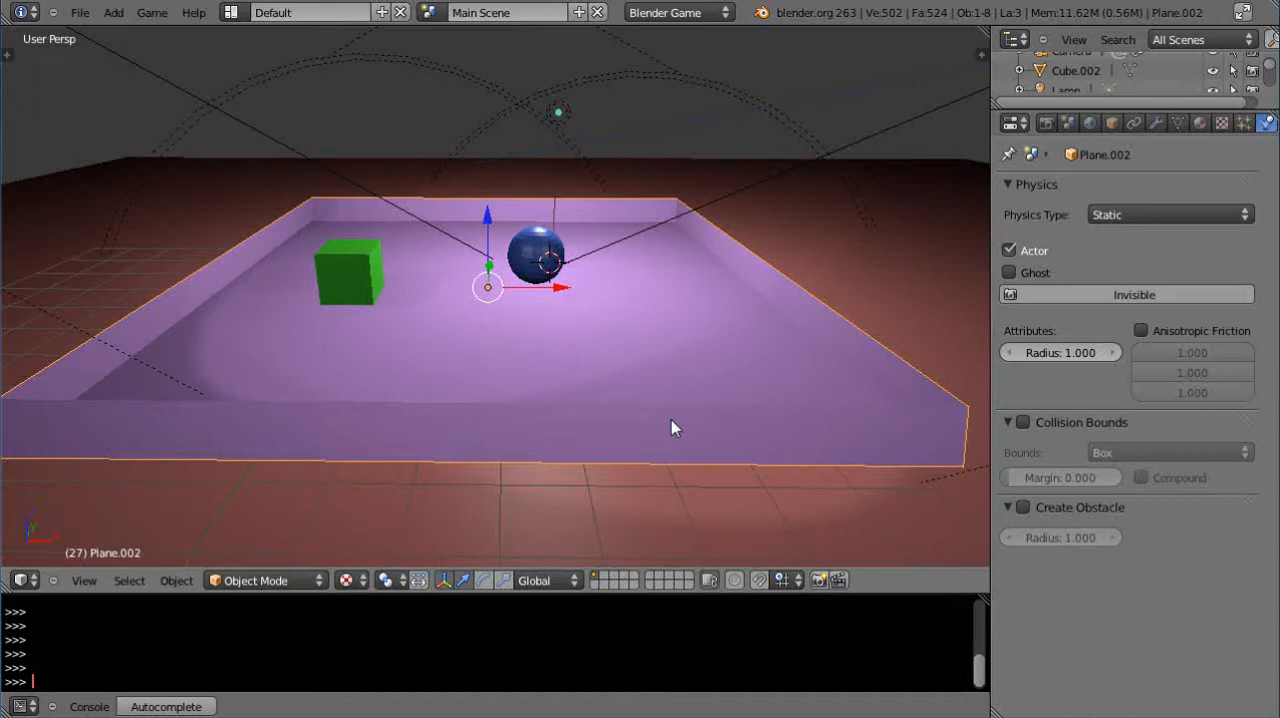 File Add Game Help Default Main Scene Blender Game blender.org 263 | Ve:502 | Fa:524 | Ob:1-8 | La:3 | Mem:11.62M (0.56M) | Plane.002
User Persp
View Search All Scenes
Camera
Cube.002
Lamp
Plane.002
Physics
Physics Type: Static
Actor
Ghost
Invisible
Attributes: Anisotropic Friction
Radius: 1.000 1.000
1.000
1.000
Collision Bounds
Bounds: Box
Margin: 0.000 Compound
Create Obstacle
Radius: 1.000
(27) Plane.002
View Select Object Object Mode Global
>>>
>>>
>>>
>>>
>>>
>>>
Console Autocomplete